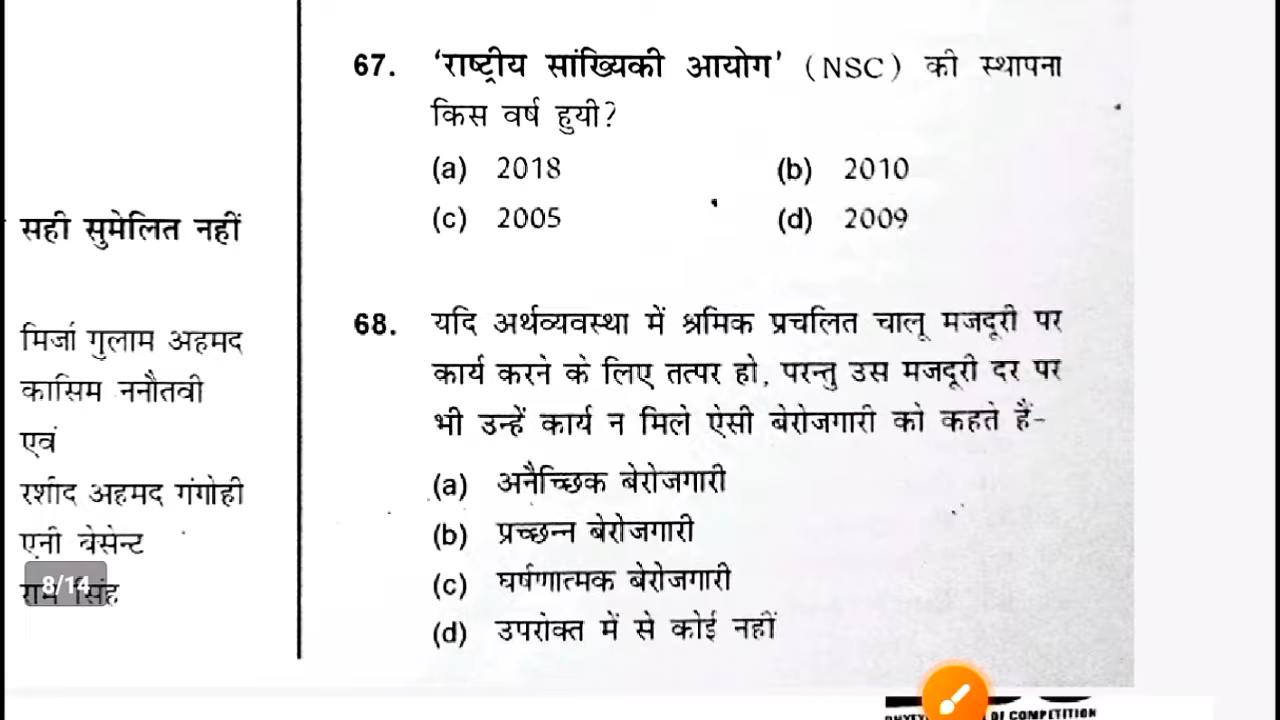 सही सुमेलित नहीं
मिर्जा गुलाम अहमद
कासिम ननौतवी
एवं
रशीद अहमद गंगोही
एनी बेसेन्ट
राम सिंह
8/14
67. ‘राष्ट्रीय सांख्यिकी आयोग’ (NSC) की स्थापना
किस वर्ष हुयी?
(a) 2018 (b) 2010
(c) 2005 (d) 2009
68. यदि अर्थव्यवस्था में श्रमिक प्रचलित चालू मजदूरी पर
कार्य करने के लिए तत्पर हो, परन्तु उस मजदूरी दर पर
भी उन्हें कार्य न मिले ऐसी बेरोजगारी को कहते हैं-
(a) अनैच्छिक बेरोजगारी
(b) प्रच्छन्न बेरोजगारी
(c) घर्षणात्मक बेरोजगारी
(d) उपरोक्त में से कोई नहीं
OF COMPETITION